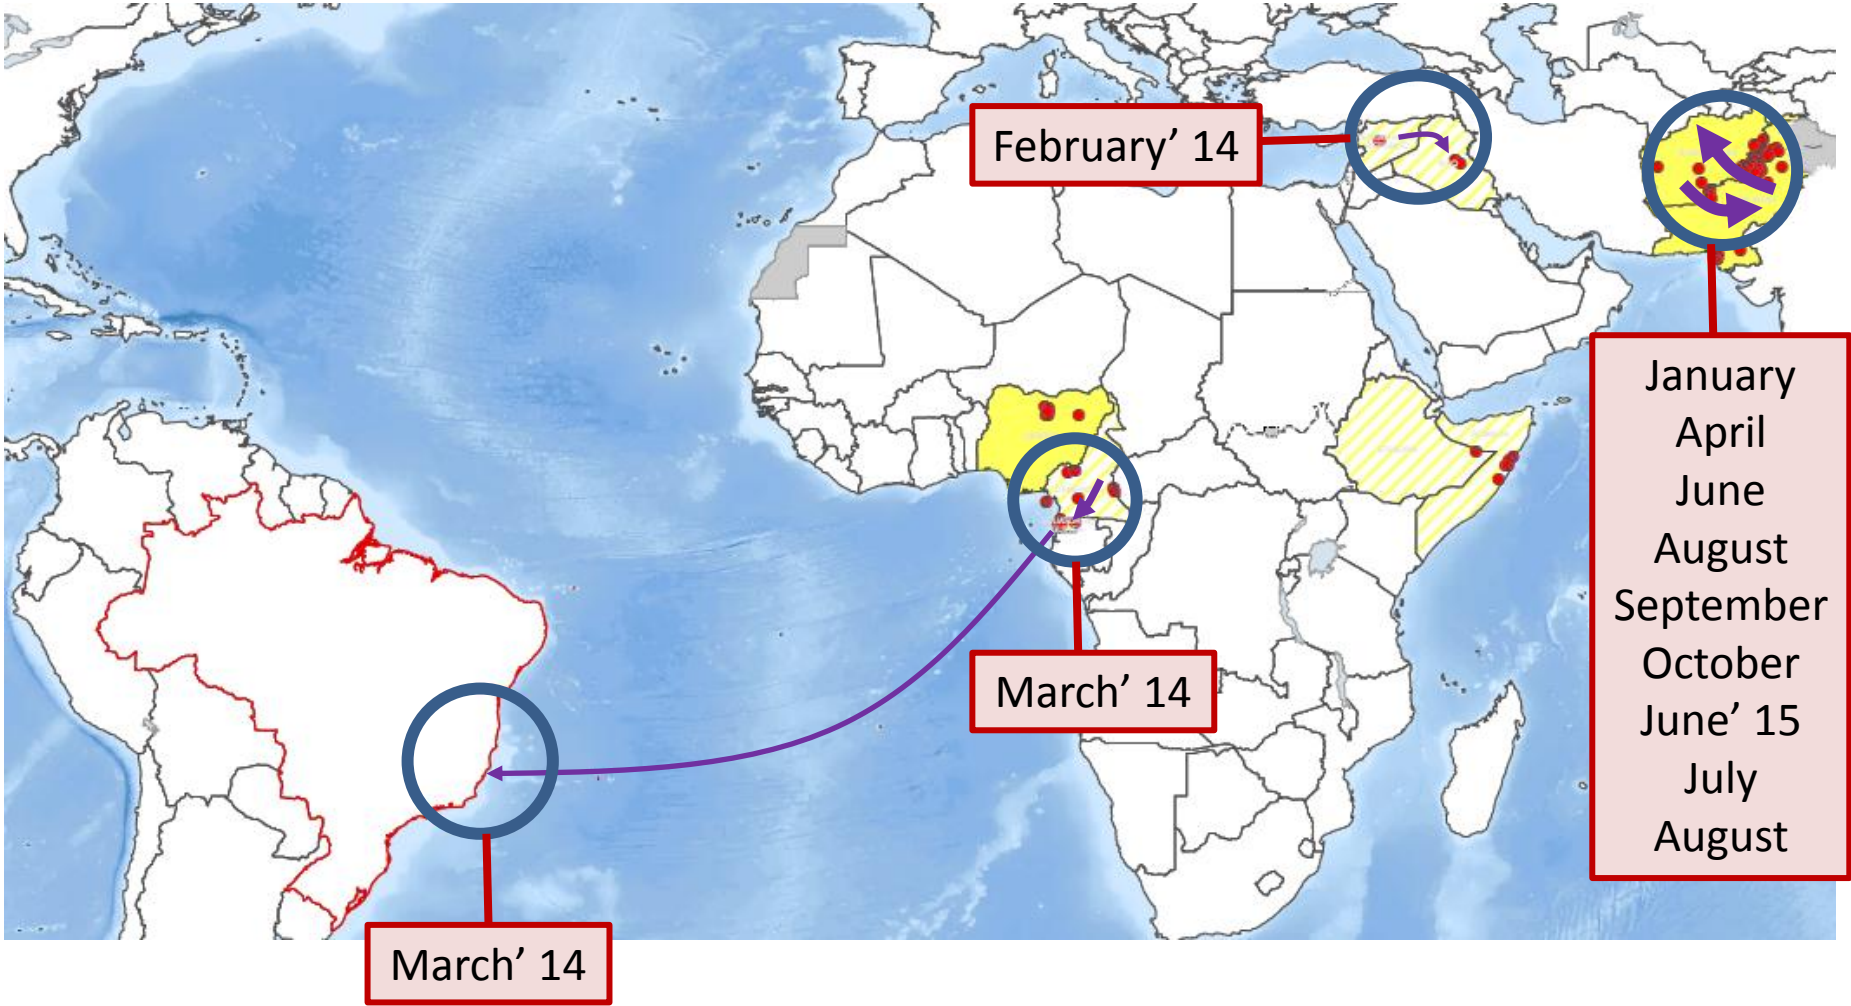 February’ 14
January
April
June
August
September
October
June’ 15
July
August
March’ 14
March’ 14